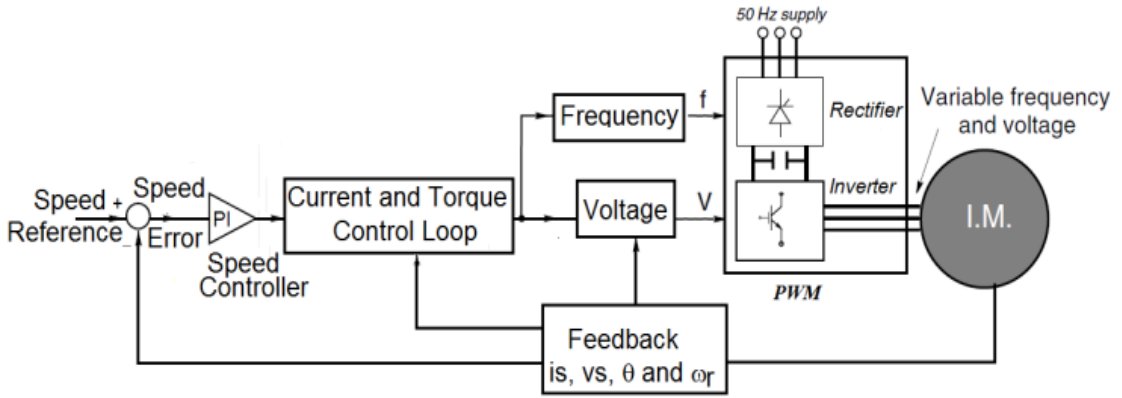 50 Hz supply
Frequency
f
Rectifier
Variable frequency
and voltage
Speed +
Reference _
Speed
Error
PI
Speed
Controller
Current and Torque
Control Loop
Voltage
V
Inverter
I.M.
PWM
Feedback
is, vs, θ and ωr